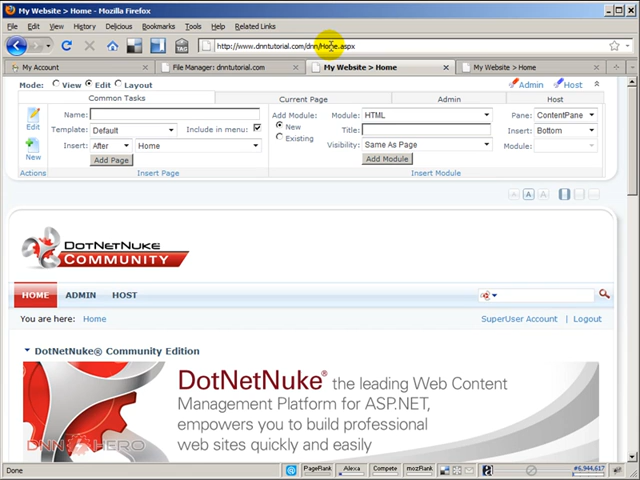 My Website > Home - Mozilla Firefox
File Edit View History Delicious Bookmarks Tools Window Help Related Links
TAG http://www.dnntutorial.com/dnn/Home.aspx
My Account File Manager: dnntutorial.com My Website > Home My Website > Home
Mode: View Edit Layout Admin Host
Common Tasks Current Page Admin Host
Name: Add Module: Module: HTML Pane: ContentPane
Edit Template: Default Include in menu: New Title: Insert: Bottom
Insert: After Home Existing Visibility: Same As Page Module:
New Add Page Add Module
Actions Insert Page Insert Module
A A A
DOTNETNUKE
COMMUNITY
HOME ADMIN HOST
You are here: Home SuperUser Account | Logout
DotNetNuke® Community Edition
DotNetNuke® the leading Web Content
Management Platform for ASP.NET,
empowers you to build professional
web sites quickly and easily
DNN HERO
Done PageRank Alexa Compete mozRank #6,944,617